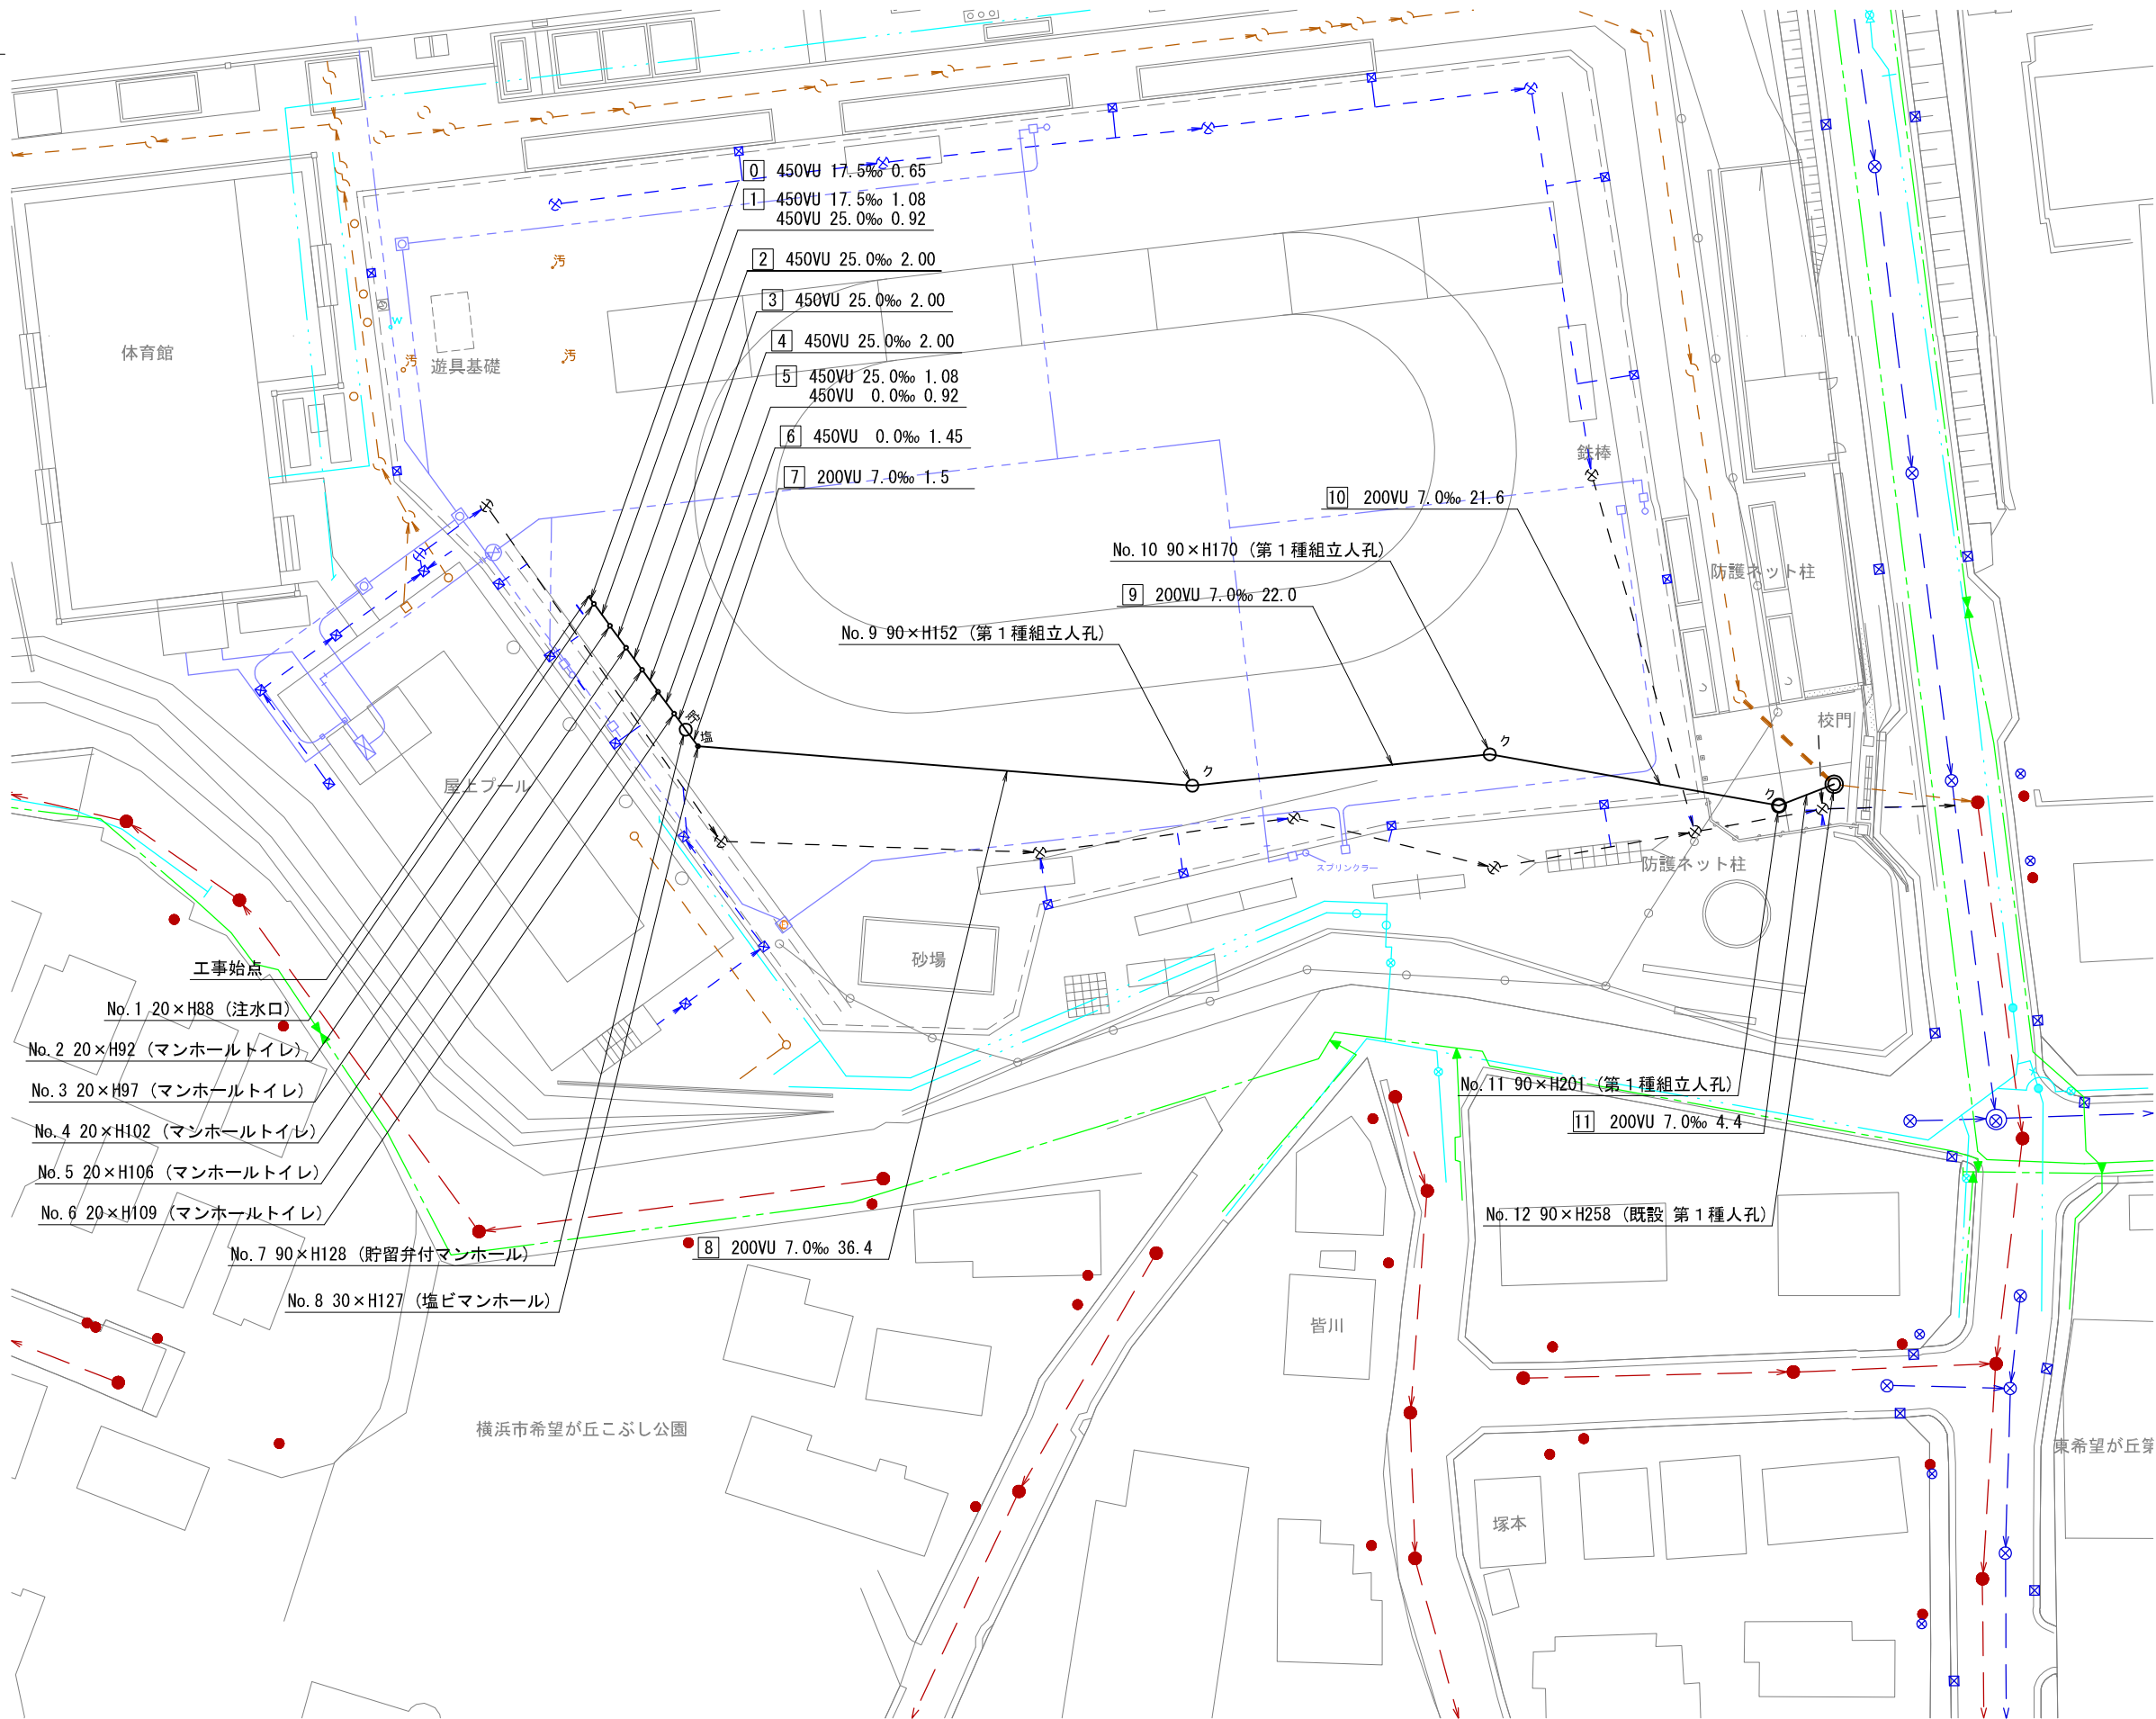 0 450VU 17.5‰ 0.65
1 450VU 17.5‰ 1.08
450VU 25.0‰ 0.92
2 450VU 25.0‰ 2.00
汚
3 450VU 25.0‰ 2.00
w
4 450VU 25.0‰ 2.00
体育館
汚
汚
遊具基礎
5 450VU 25.0‰ 1.08
450VU 0.0‰ 0.92
6 450VU 0.0‰ 1.45
鉄棒
7 200VU 7.0‰ 1.5
10 200VU 7.0‰ 21.6
No.10 90×H170 (第1種組立人孔)
防護ネット柱
9 200VU 7.0‰ 22.0
No.9 90×H152 (第1種組立人孔)
貯
塩
ク
ク
校門
屋上プール
ク
防護ネット柱
スプリンクラー
砂場
工事始点
No.1 20×H88 (注水口)
No.2 20×H92 (マンホールトイレ)
No.3 20×H97 (マンホールトイレ)
No.11 90×H201 (第1種組立人孔)
No.4 20×H102 (マンホールトイレ)
11 200VU 7.0‰ 4.4
No.5 20×H106 (マンホールトイレ)
No.6 20×H109 (マンホールトイレ)
No.12 90×H258 (既設 第1種人孔)
No.7 90×H128 (貯留弁付マンホール)
8 200VU 7.0‰ 36.4
No.8 30×H127 (塩ビマンホール)
皆川
横浜市希望が丘こぶし公園
東希望が丘第
塚本